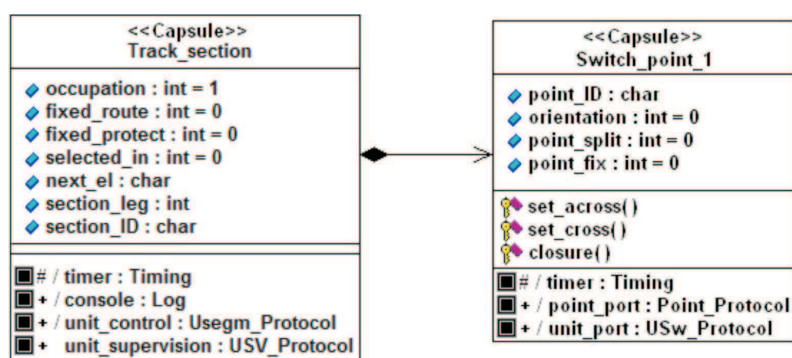 <<Capsule>>
Track_section
occupation : int = 1
fixed_route : int = 0
fixed_protect : int = 0
selected_in : int = 0
next_el : char
section_leg : int
section_ID : char
# / timer : Timing
+ / console : Log
+ / unit_control : Usegm_Protocol
+ unit_supervision : USV_Protocol
<<Capsule>>
Switch_point_1
point_ID : char
orientation : int = 0
point_split : int = 0
point_fix : int = 0
set_across()
set_cross()
closure()
# / timer : Timing
+ / point_port : Point_Protocol
+ / unit_port : USw_Protocol